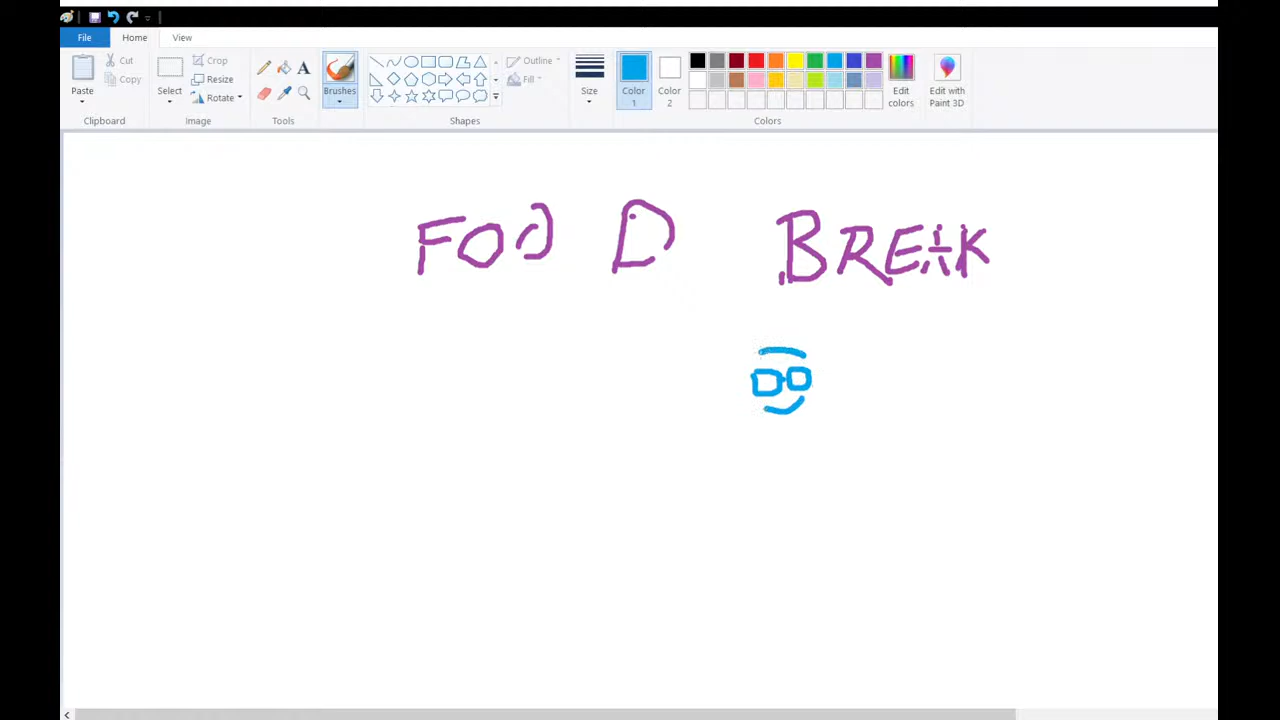 File Home View
Cut
Copy
Paste
Clipboard
Crop
Resize
Rotate
Select
Image
A
Tools
Brushes
Outline
Fill
Shapes
Size
Color 1
Color 2
Edit colors
Colors
Edit with Paint 3D
FOOD BREAK